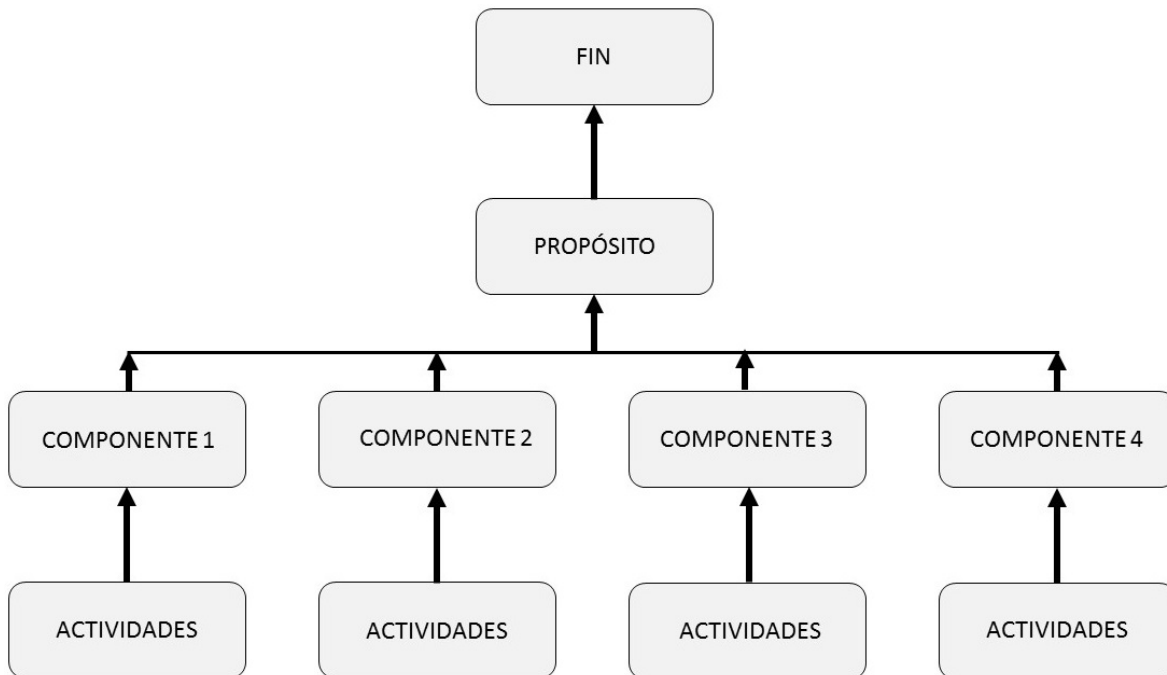 FIN
PROPÓSITO
COMPONENTE 1
COMPONENTE 2
COMPONENTE 3
COMPONENTE 4
ACTIVIDADES
ACTIVIDADES
ACTIVIDADES
ACTIVIDADES